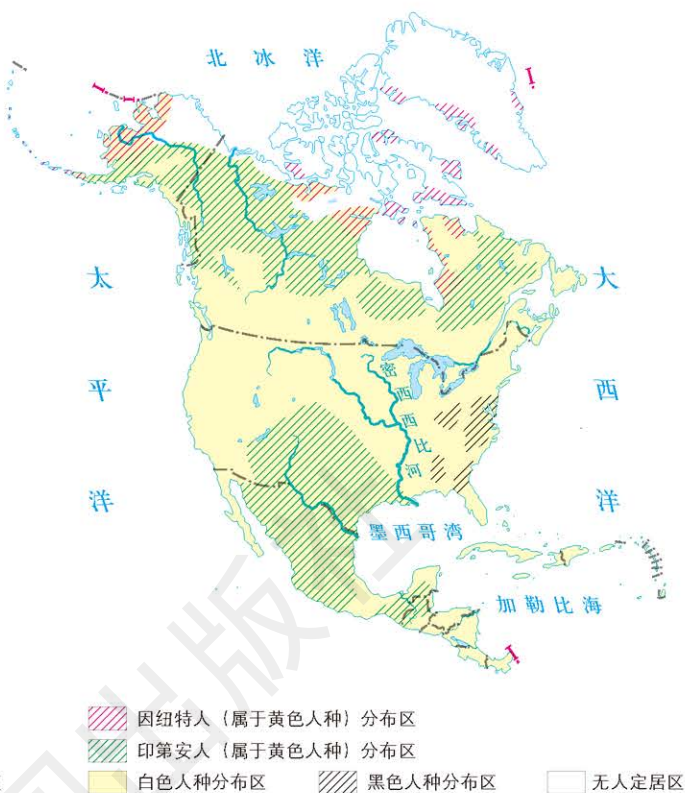 北冰洋
太平洋
大西洋
密西西比河
墨西哥湾
加勒比海
因纽特人（属于黄色人种）分布区
印第安人（属于黄色人种）分布区
白色人种分布区 黑色人种分布区 无人定居区